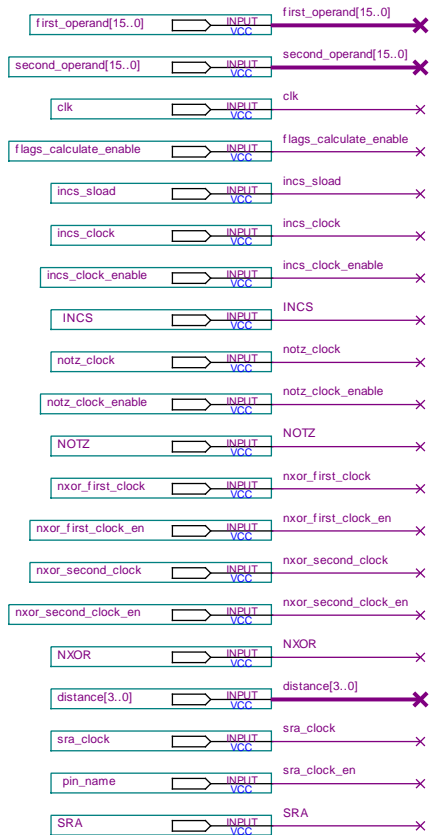 first_operand[15..0] INPUT VCC first_operand[15..0]
second_operand[15..0] INPUT VCC second_operand[15..0]
clk INPUT VCC clk
flags_calculate_enable INPUT VCC flags_calculate_enable
incs_sload INPUT VCC incs_sload
incs_clock INPUT VCC incs_clock
incs_clock_enable INPUT VCC incs_clock_enable
INCS INPUT VCC INCS
notz_clock INPUT VCC notz_clock
notz_clock_enable INPUT VCC notz_clock_enable
NOTZ INPUT VCC NOTZ
nxor_first_clock INPUT VCC nxor_first_clock
nxor_first_clock_en INPUT VCC nxor_first_clock_en
nxor_second_clock INPUT VCC nxor_second_clock
nxor_second_clock_en INPUT VCC nxor_second_clock_en
NXOR INPUT VCC NXOR
distance[3..0] INPUT VCC distance[3..0]
sra_clock INPUT VCC sra_clock
pin_name INPUT VCC sra_clock_en
SRA INPUT VCC SRA